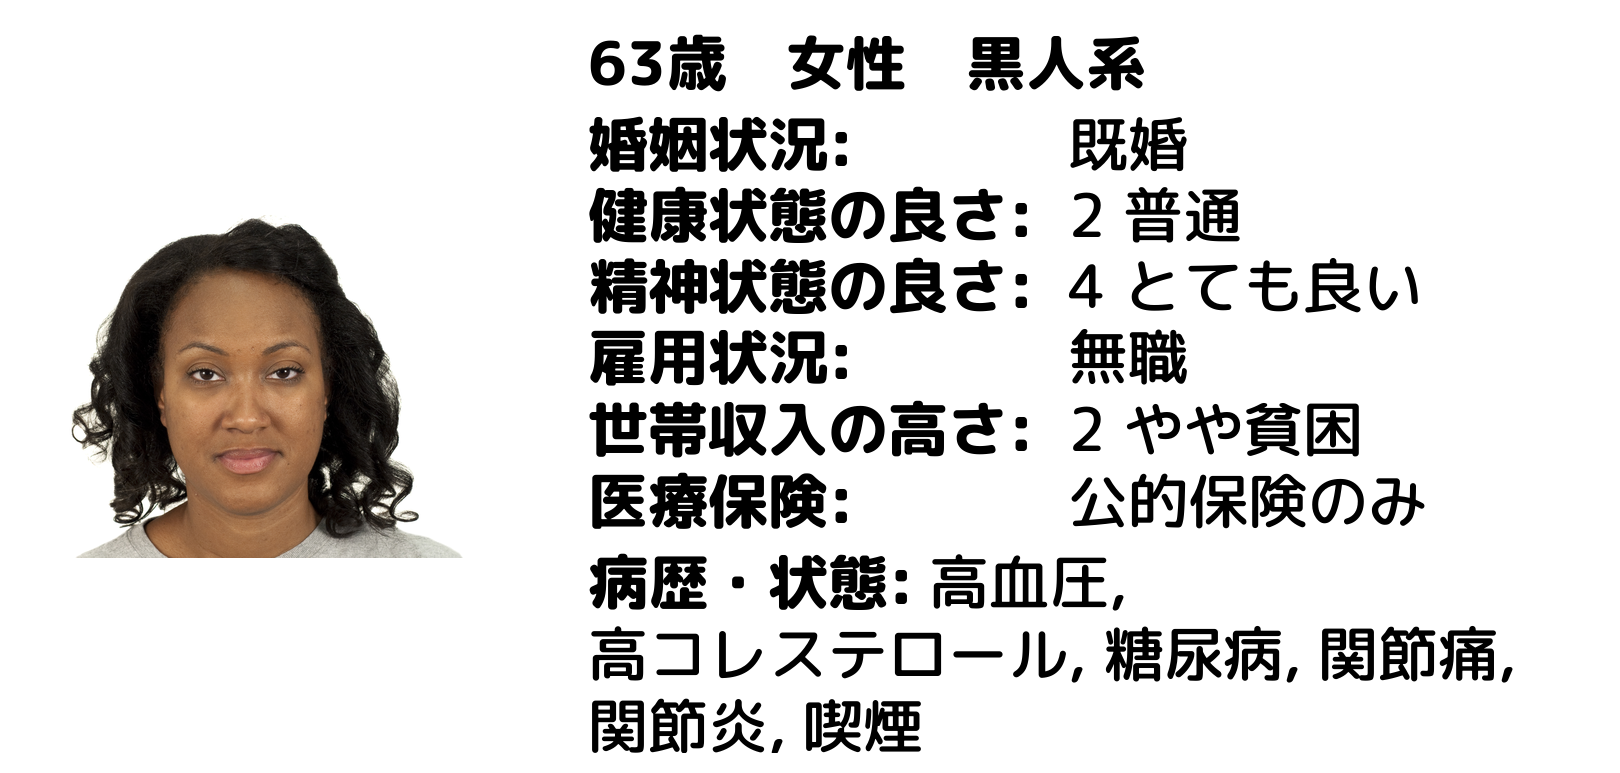 63歳　女性　黒人系
婚姻状況: 既婚
健康状態の良さ: 2 普通
精神状態の良さ: 4 とても良い
雇用状況: 無職
世帯収入の高さ: 2 やや貧困
医療保険: 公的保険のみ
病歴・状態: 高血圧,
高コレステロール, 糖尿病, 関節痛,
関節炎, 喫煙